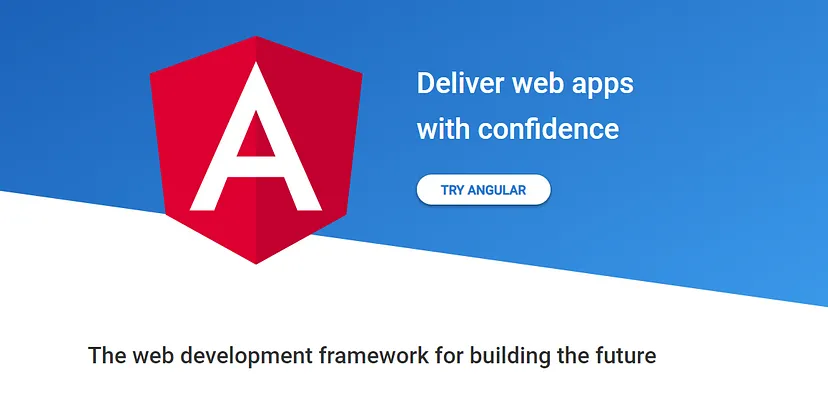 A
Deliver web apps
with confidence
TRY ANGULAR
The web development framework for building the future